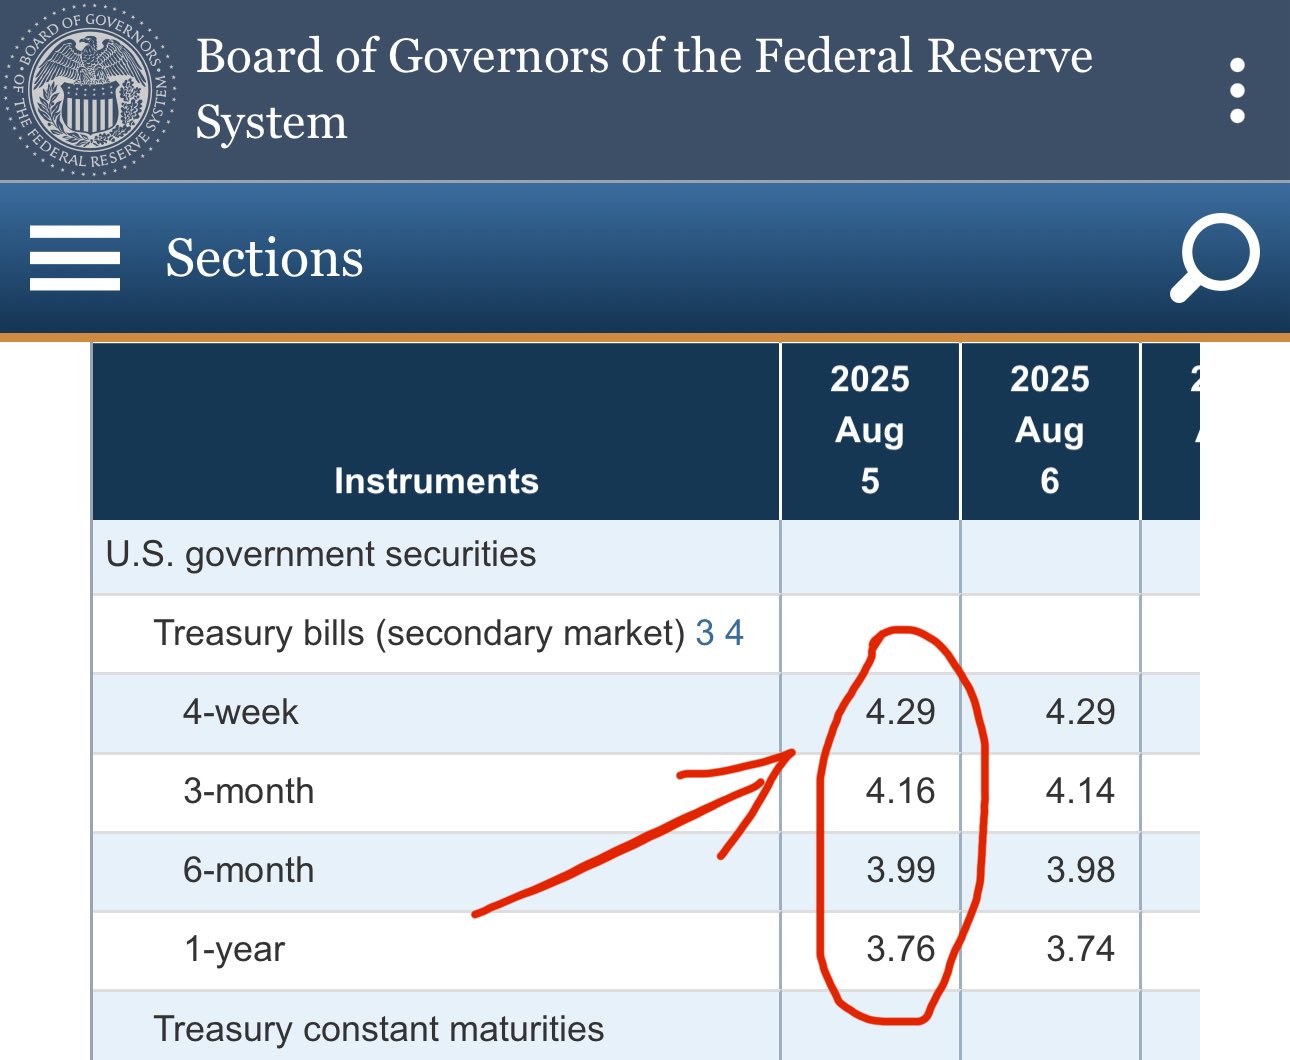 BOARD OF GOVERNORS
OF THE FEDERAL RESERVE SYSTEM
Board of Governors of the Federal Reserve
System
Sections
Instruments 2025 Aug 5 2025 Aug 6
U.S. government securities
Treasury bills (secondary market) 3 4
4-week 4.29 4.29
3-month 4.16 4.14
6-month 3.99 3.98
1-year 3.76 3.74
Treasury constant maturities